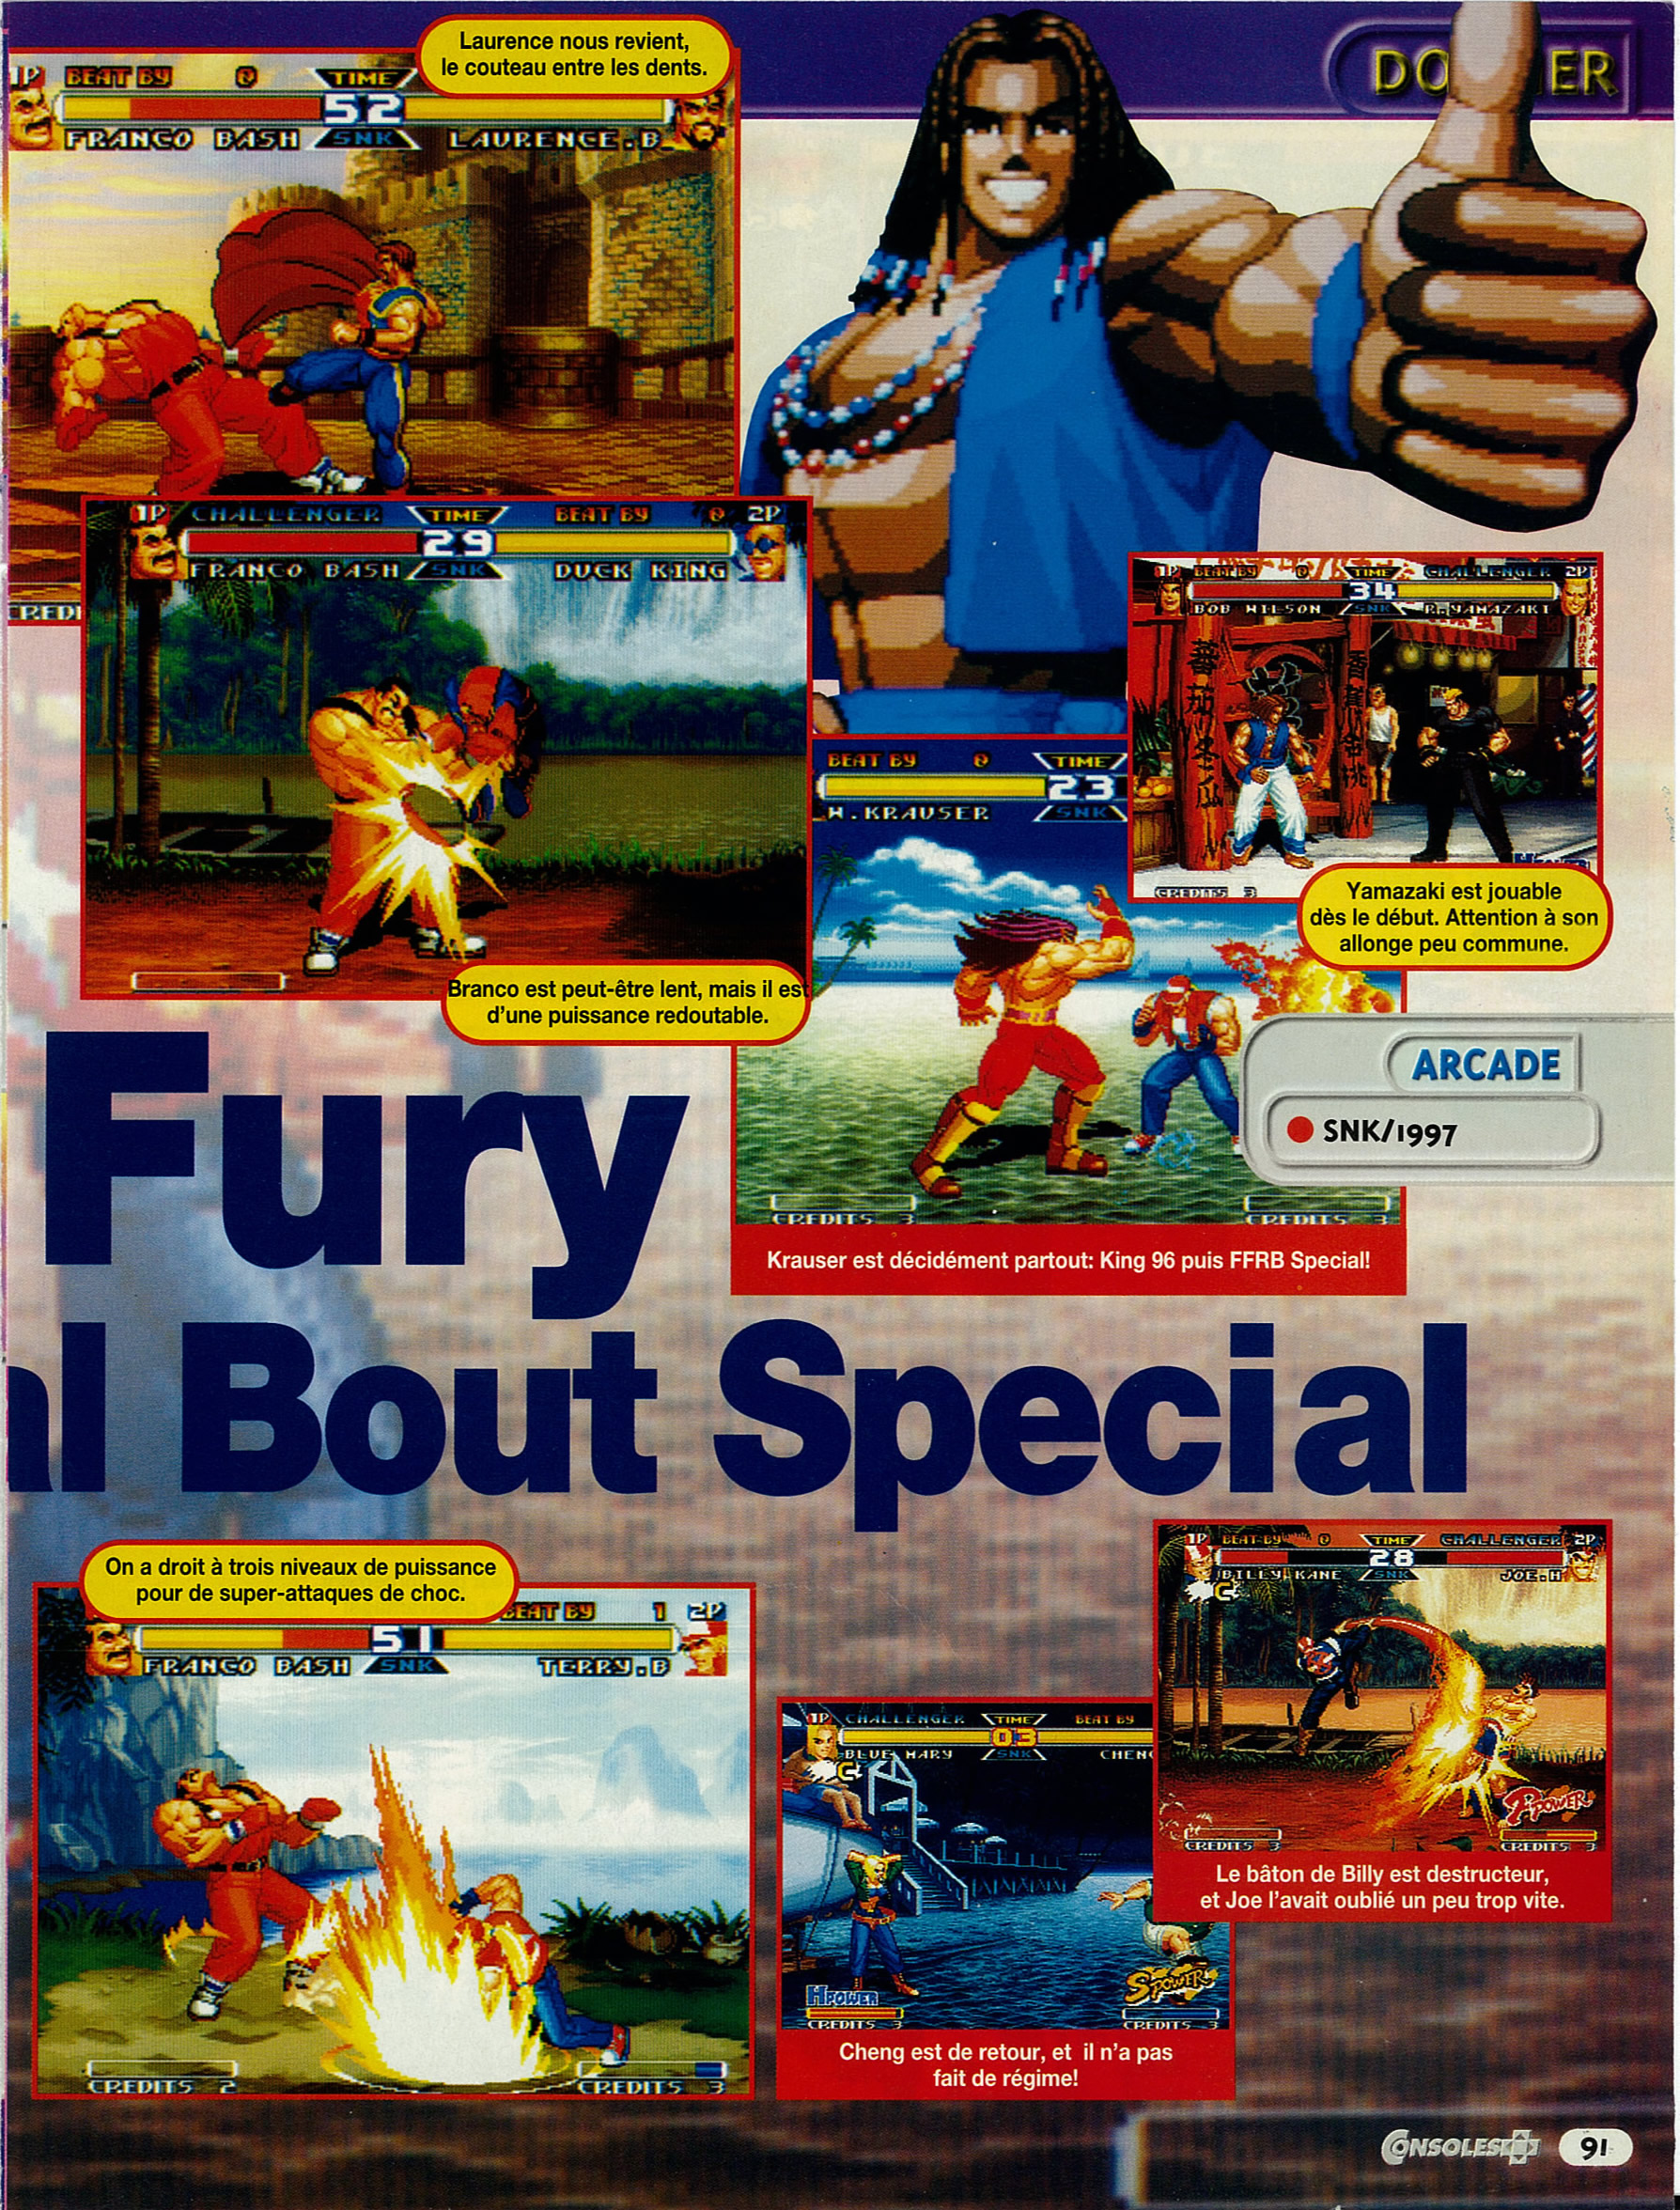 Laurence nous revient,
le couteau entre les dents.
1P BEAT BY 0 TIME
52
FRANCO BASH SNK LAURENCE.B
CREDI
1P CHALLENGER TIME BEAT BY 0 2P
29
FRANCO BASH SNK DUCK KING
Branco est peut-être lent, mais il est
d'une puissance redoutable.
1P BEAT BY 0 TIME CHALLENGER 2P
34
BOB WILSON SNK R.YAMAZAKI
CREDITS 3
Yamazaki est jouable
dès le début. Attention à son
allonge peu commune.
BEAT BY 0 TIME
23
W.KRAUSER SNK
CREDITS 3 CREDITS 3
Krauser est décidément partout: King 96 puis FFRB Special!
ARCADE
SNK/1997
Fury
al Bout Special
On a droit à trois niveaux de puissance
pour de super-attaques de choc.
BEAT BY 1 2P
51
FRANCO BASH SNK TERRY.B
CREDITS 2 CREDITS 3
1P CHALLENGER TIME BEAT BY
03
BLUE MARY SNK CHEN
C
H.POWER S.POWER
CREDITS 3 CREDITS 3
Cheng est de retour, et il n'a pas
fait de régime!
1P BEAT BY 0 TIME CHALLENGER 2P
28
BILLY KANE SNK JOE.H
C
P.POWER
CREDITS 3 CREDITS 3
Le bâton de Billy est destructeur,
et Joe l'avait oublié un peu trop vite.
CONSOLES+ 91